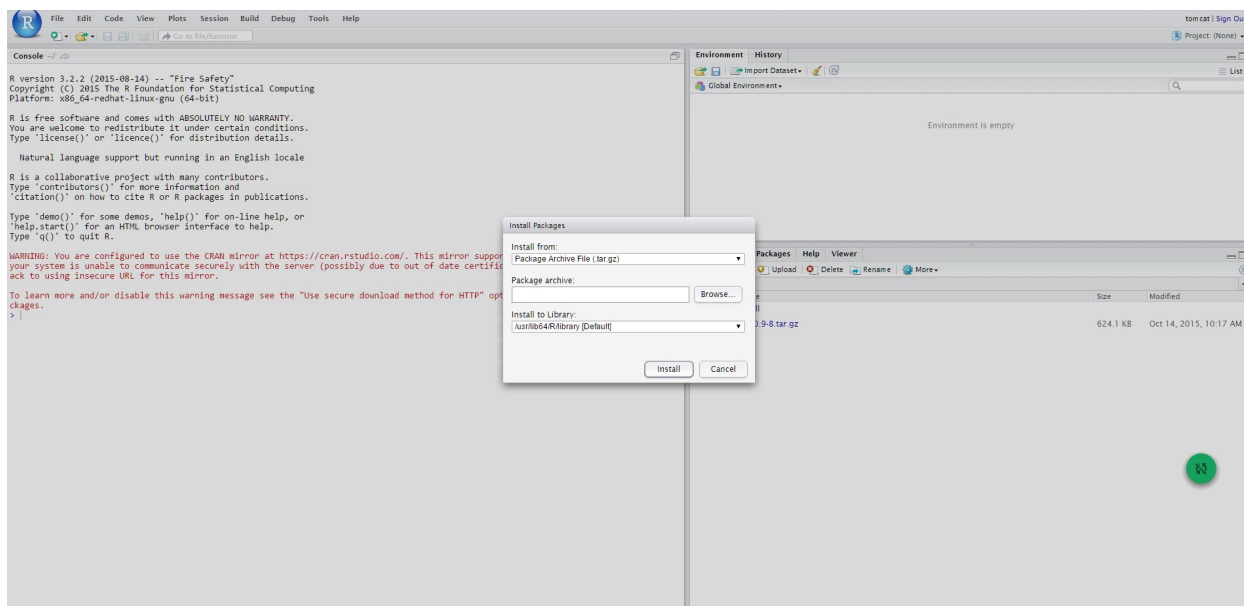 R File Edit Code View Plots Session Build Debug Tools Help
tomcat | Sign Ou
Go to file/function
Project: (None)
Console ~/
R version 3.2.2 (2015-08-14) -- "Fire Safety"
Copyright (C) 2015 The R Foundation for Statistical Computing
Platform: x86_64-redhat-linux-gnu (64-bit)
R is free software and comes with ABSOLUTELY NO WARRANTY.
You are welcome to redistribute it under certain conditions.
Type 'license()' or 'licence()' for distribution details.
Natural language support but running in an English locale
R is a collaborative project with many contributors.
Type 'contributors()' for more information and
'citation()' on how to cite R or R packages in publications.
Type 'demo()' for some demos, 'help()' for on-line help, or
'help.start()' for an HTML browser interface to help.
Type 'q()' to quit R.
WARNING: You are configured to use the CRAN mirror at https://cran.rstudio.com/. This mirror suppor
your system is unable to communicate securely with the server (possibly due to out of date certific
ack to using insecure URL for this mirror.
To learn more and/or disable this warning message see the "Use secure download method for HTTP" opt
ckages.
>
Environment History
Import Dataset
List
Global Environment
Environment is empty
Install Packages
Install from:
Package Archive File (.tar.gz)
Package archive:
Browse...
Install to Library:
/usr/lib64/R/library [Default]
Install Cancel
Packages Help Viewer
Upload Delete Rename More
e Size Modified
ll
0.9-8.tar.gz 624.1 KB Oct 14, 2015, 10:17 AM